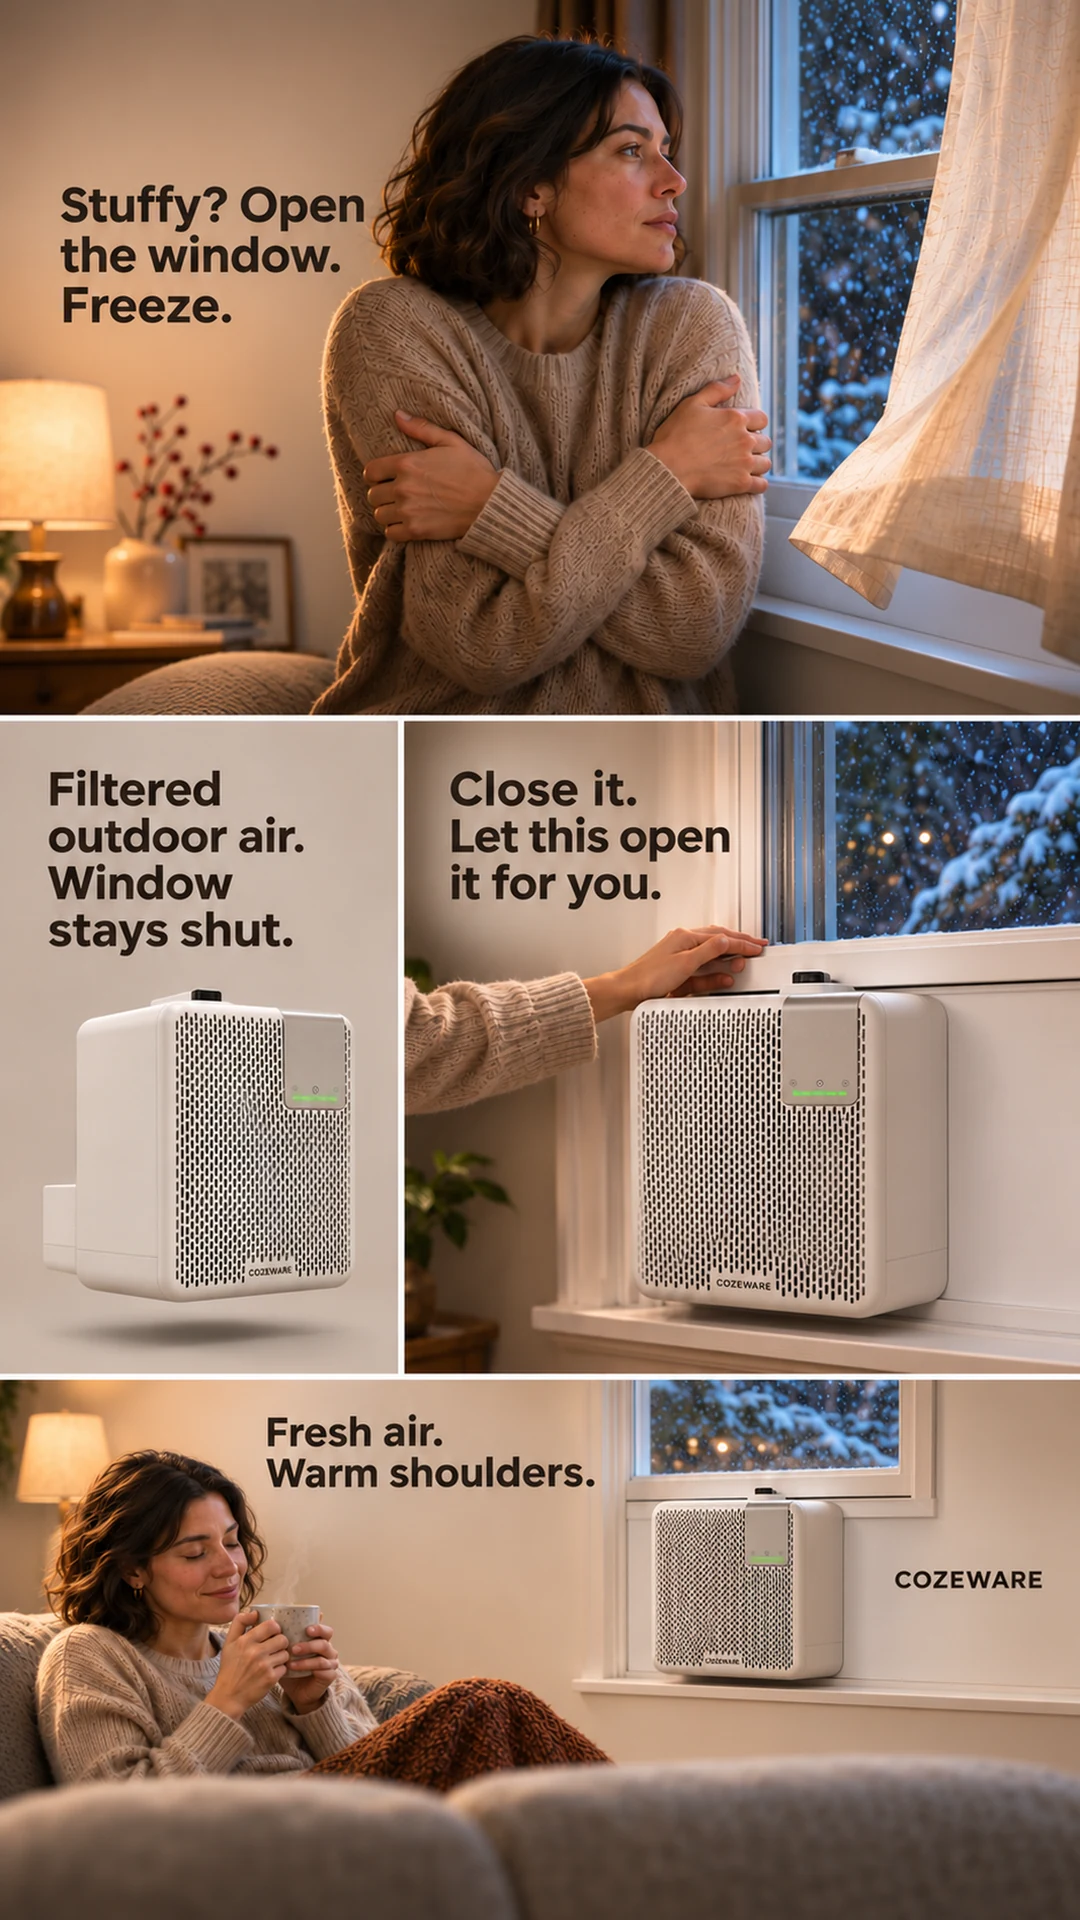 Stuffy? Open
the window.
Freeze.
Filtered
outdoor air.
Window
stays shut.
COZEWARE
Close it.
Let this open
it for you.
COZEWARE
Fresh air.
Warm shoulders.
COZEWARE
COZEWARE